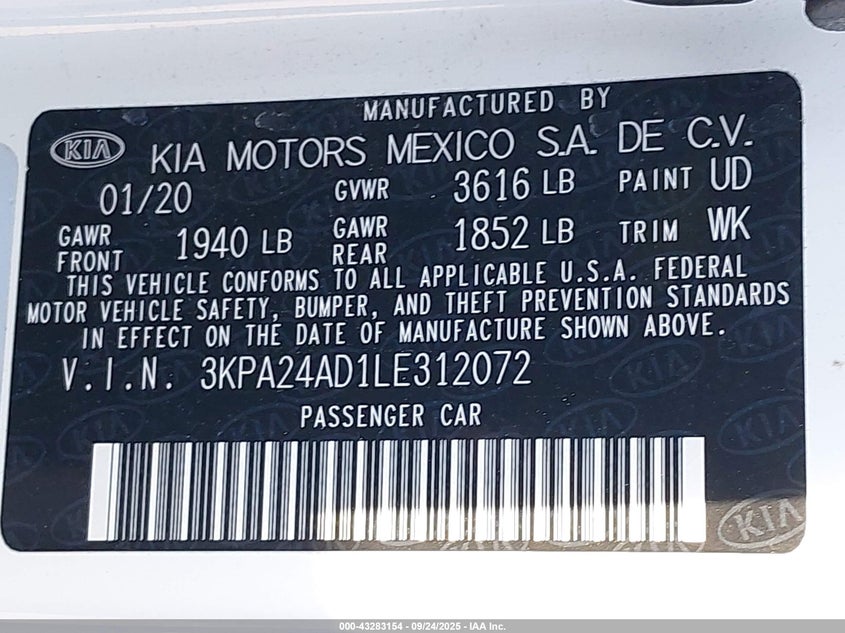 MANUFACTURED BY
KIA KIA MOTORS MEXICO S.A. DE C.V.
01/20 GVWR 3616 LB PAINT UD
GAWR FRONT 1940 LB GAWR REAR 1852 LB TRIM WK
THIS VEHICLE CONFORMS TO ALL APPLICABLE U.S.A. FEDERAL
MOTOR VEHICLE SAFETY, BUMPER, AND THEFT PREVENTION STANDARDS
IN EFFECT ON THE DATE OF MANUFACTURE SHOWN ABOVE.
V.I.N. 3KPA24AD1LE312072
PASSENGER CAR
KIA
000-43283154 - 09/24/2025 - IAA Inc.